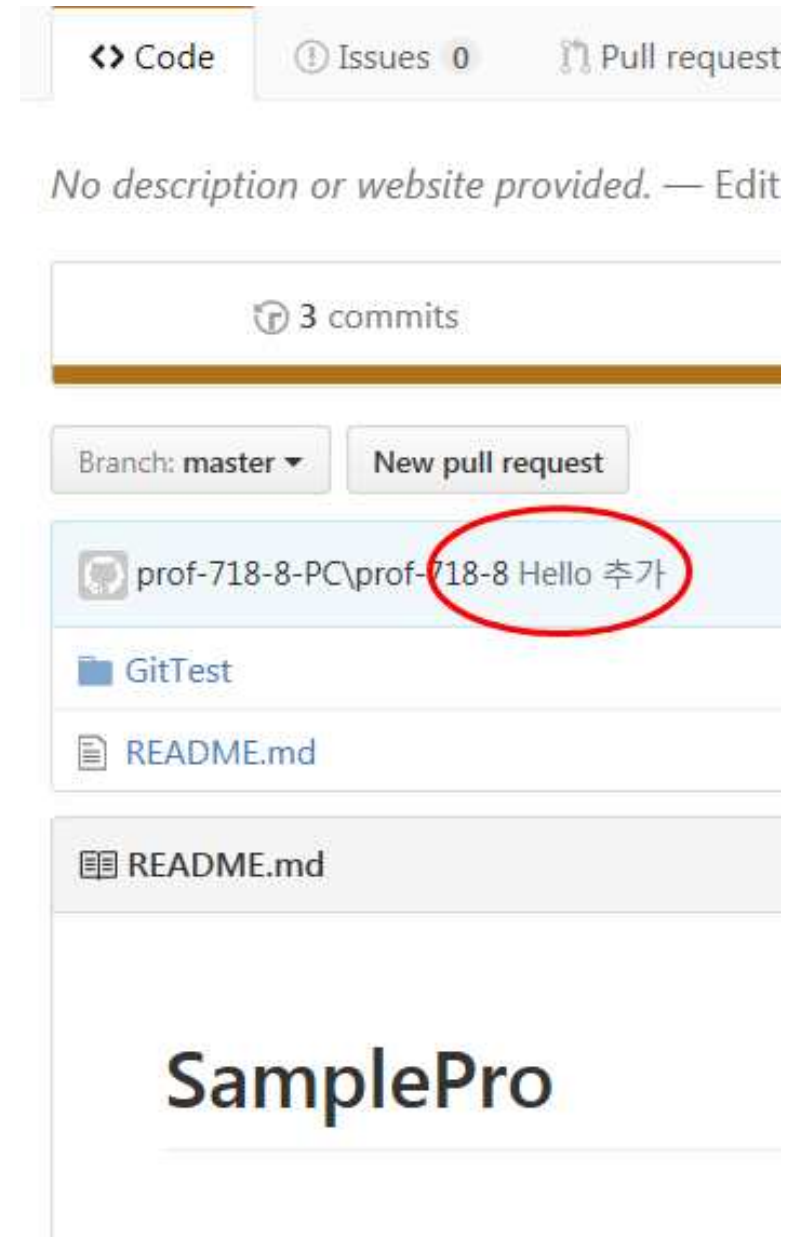 <> Code Issues 0 Pull request
No description or website provided. — Edit
3 commits
Branch: master New pull request
prof-718-8-PC\prof-718-8 Hello 추가
GitTest
README.md
README.md
SamplePro